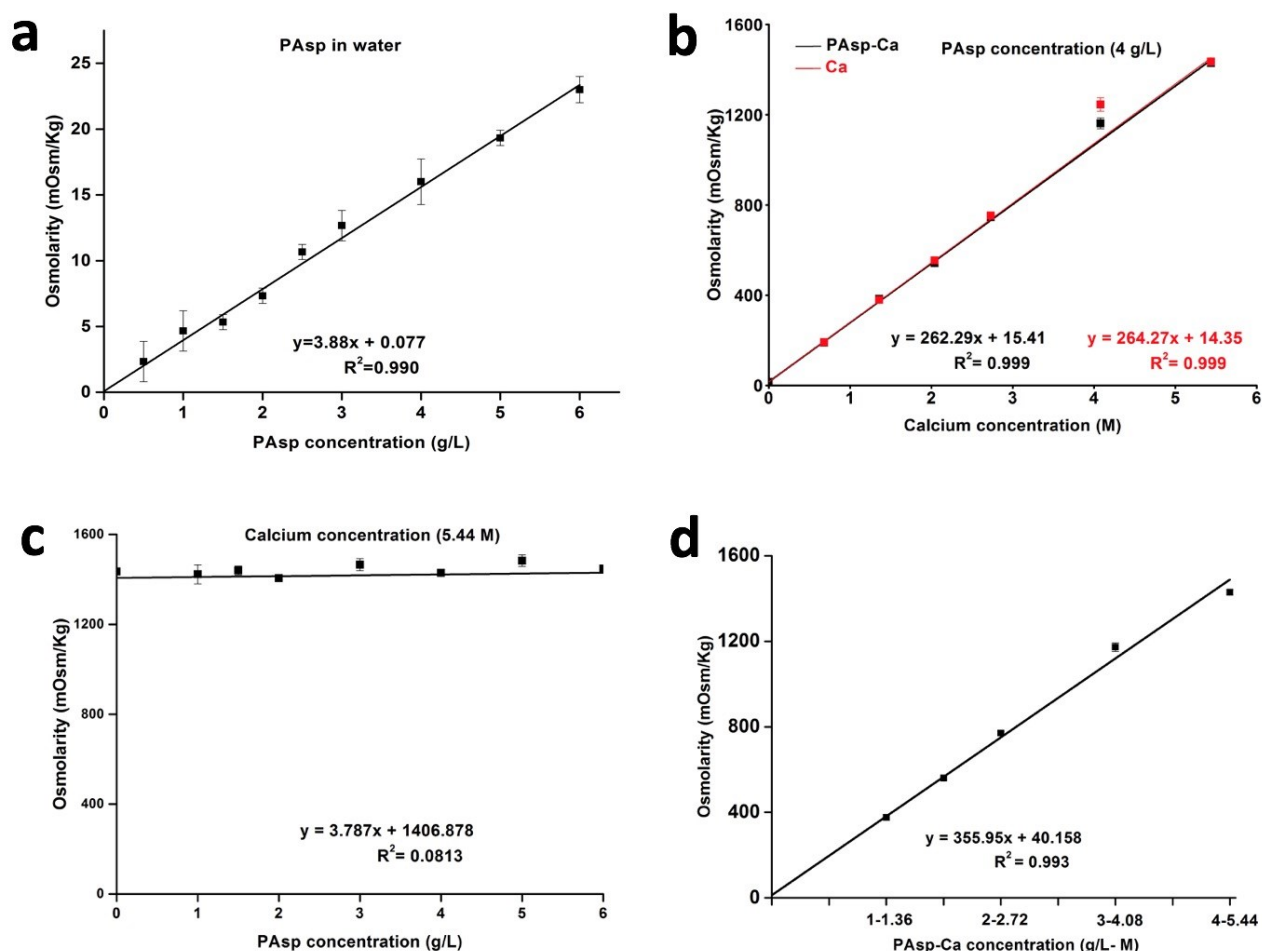 a
PAsp in water
Osmolarity (mOsm/Kg)
25
20
15
10
5
0
y=3.88x + 0.077
R²=0.990
0 1 2 3 4 5 6
PAsp concentration (g/L)
b
PAsp-Ca
Ca
PAsp concentration (4 g/L)
Osmolarity (mOsm/Kg)
1600
1200
800
400
0
y = 262.29x + 15.41
R²= 0.999
y = 264.27x + 14.35
R²= 0.999
0 1 2 3 4 5 6
Calcium concentration (M)
c
Calcium concentration (5.44 M)
Osmolarity (mOsm/Kg)
1600
1200
800
400
0
y = 3.787x + 1406.878
R²= 0.0813
0 1 2 3 4 5 6
PAsp concentration (g/L)
d
Osmolarity (mOsm/Kg)
1600
1200
800
400
0
y = 355.95x + 40.158
R²= 0.993
1-1.36 2-2.72 3-4.08 4-5.44
PAsp-Ca concentration (g/L- M)